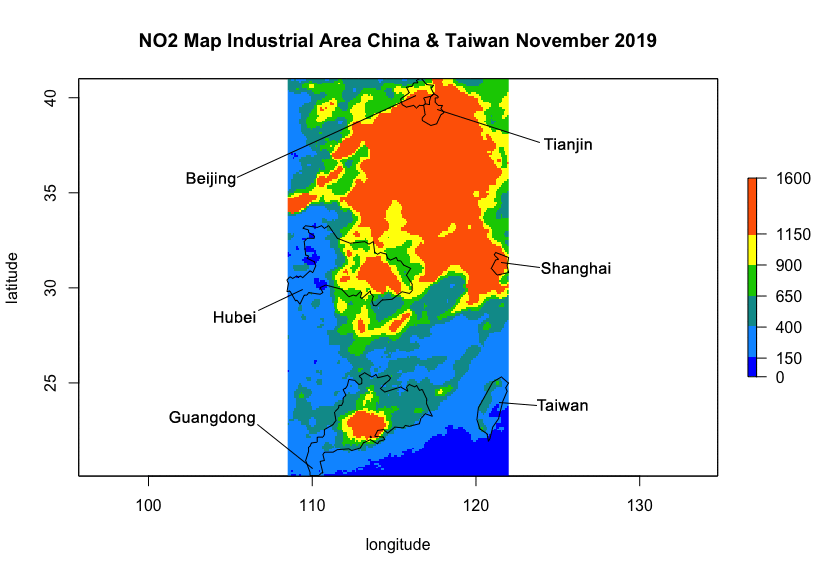 NO2 Map Industrial Area China & Taiwan November 2019
40
Tianjin
Beijing
35
1600
1150
latitude
Shanghai
900
30
650
Hubei
400
150
25
0
Guangdong
Taiwan
100
110
120
130
longitude